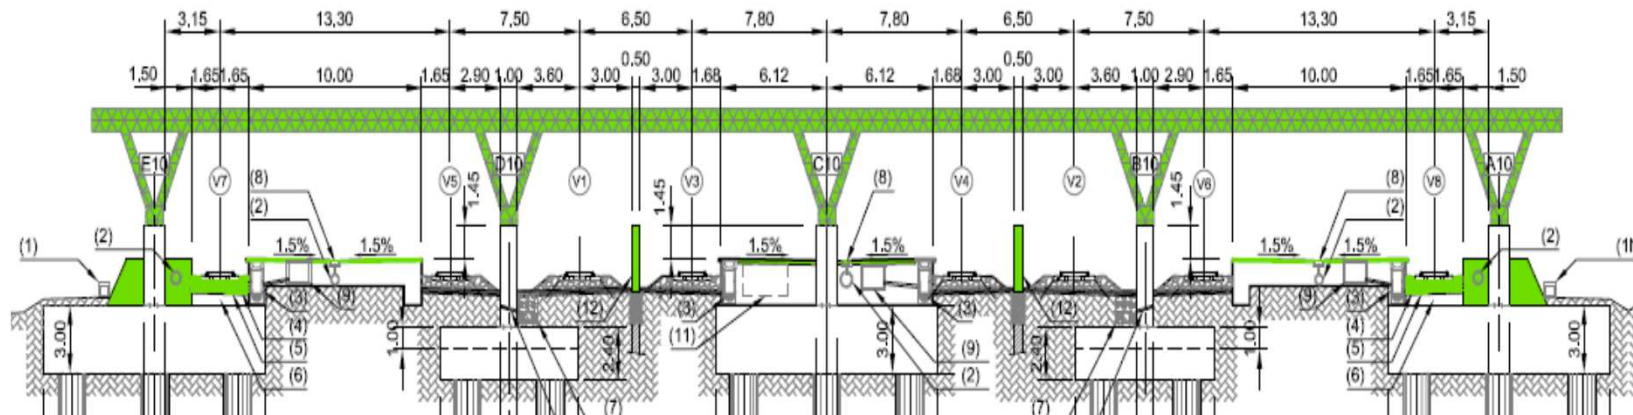 3,15 13,30 7,50 6,50 7,80 7,80 6,50 7,50 13,30 3,15
0.50 0.50
1,50 1.65 1.65 10.00 1.65 2.90 1.00 3.60 3.00 3.00 1.68 6.12 6.12 1.68 3.00 3.00 3.60 1.00 2.90 1.65 10.00 1.65 1.65 1.50
E10 V7 V5 D10 V1 V3 C10 V4 V2 B10 V6 V8 A10
(8) (8) (8)
(2) 1.45 1.45 1.45 (2)
(1) (2) 1.5% 1.5% 1.5% 1.5% 1.5% 1.5% (2)
(3) (9) (12) (3) (3) (12) (9) (3)
(4) (11) (4)
(5) (9) (5)
(6) (2) (6)
3.00 1.00 2.40 3.00 2.40 1.00 3.00
(7) (7)